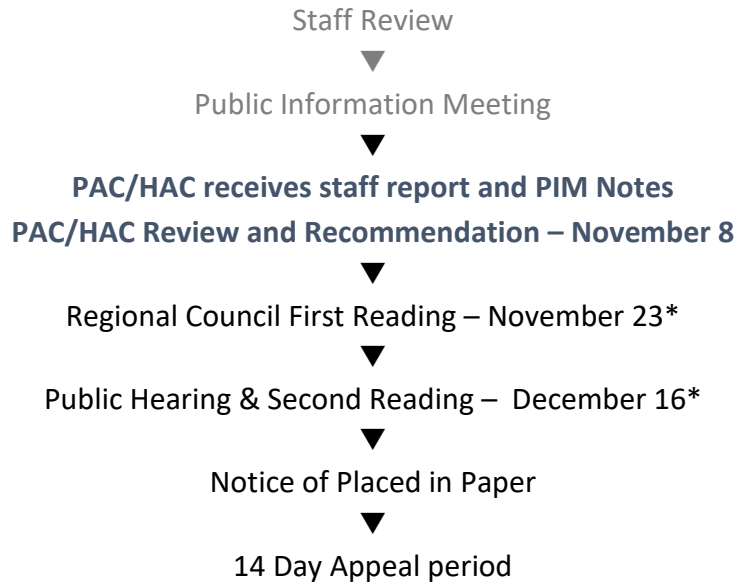 Staff Review
Public Information Meeting
PAC/HAC receives staff report and PIM Notes
PAC/HAC Review and Recommendation – November 8
Regional Council First Reading – November 23*
Public Hearing & Second Reading – December 16*
Notice of Placed in Paper
14 Day Appeal period